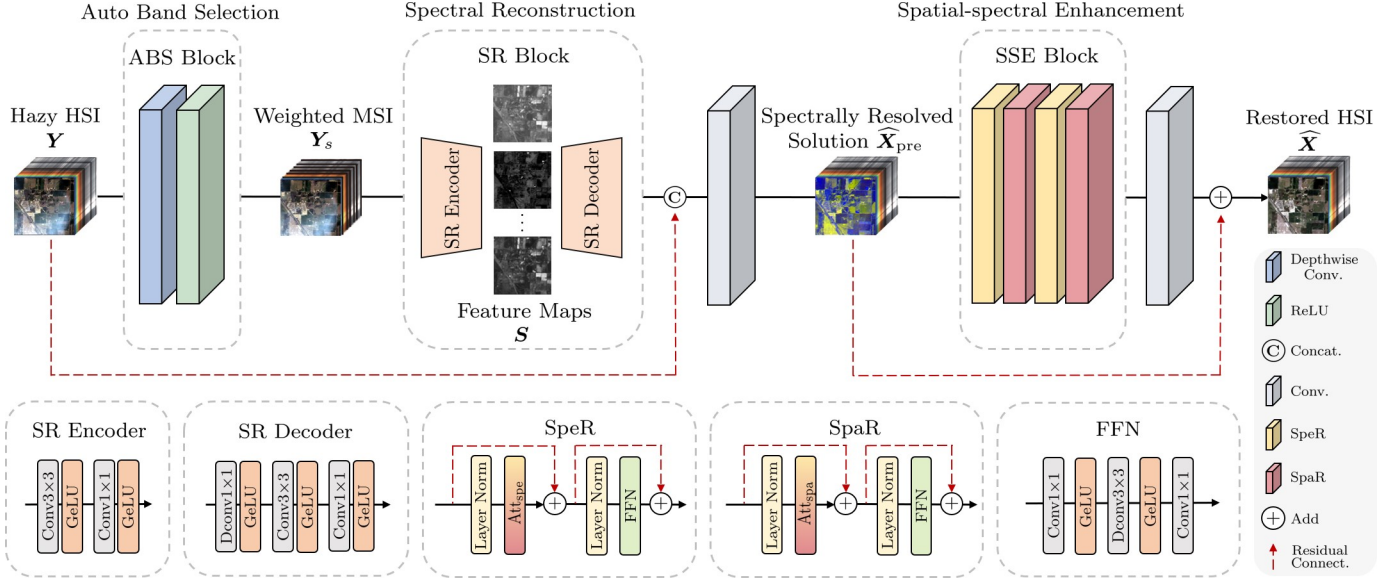 Auto Band Selection
Spectral Reconstruction
Spatial-spectral Enhancement
ABS Block
SR Block
SSE Block
Hazy HSI
Y
Weighted MSI
Y_s
SR Encoder
SR Decoder
Feature Maps
S
C
Spectrally Resolved
Solution X̂_pre
Restored HSI
X̂
Depthwise
Conv.
ReLU
C
Concat.
Conv.
SpeR
SpaR
Add
Residual
Connect.
SR Encoder
Conv3×3
GeLU
Conv1×1
GeLU
SR Decoder
Dconv1×1
GeLU
Conv3×3
GeLU
Conv1×1
GeLU
SpeR
Layer Norm
Att_spe
Layer Norm
FFN
SpaR
Layer Norm
Att_spa
Layer Norm
FFN
FFN
Conv1×1
GeLU
Dconv3×3
GeLU
Conv1×1